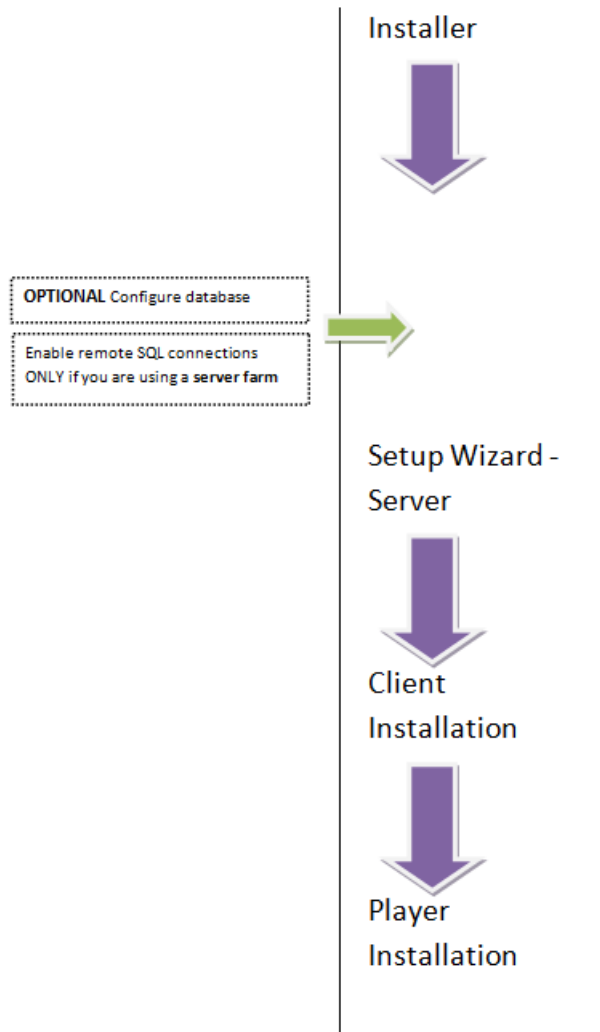 Installer
OPTIONAL Configure database
Enable remote SQL connections
ONLY if you are using a server farm
Setup Wizard -
Server
Client
Installation
Player
Installation